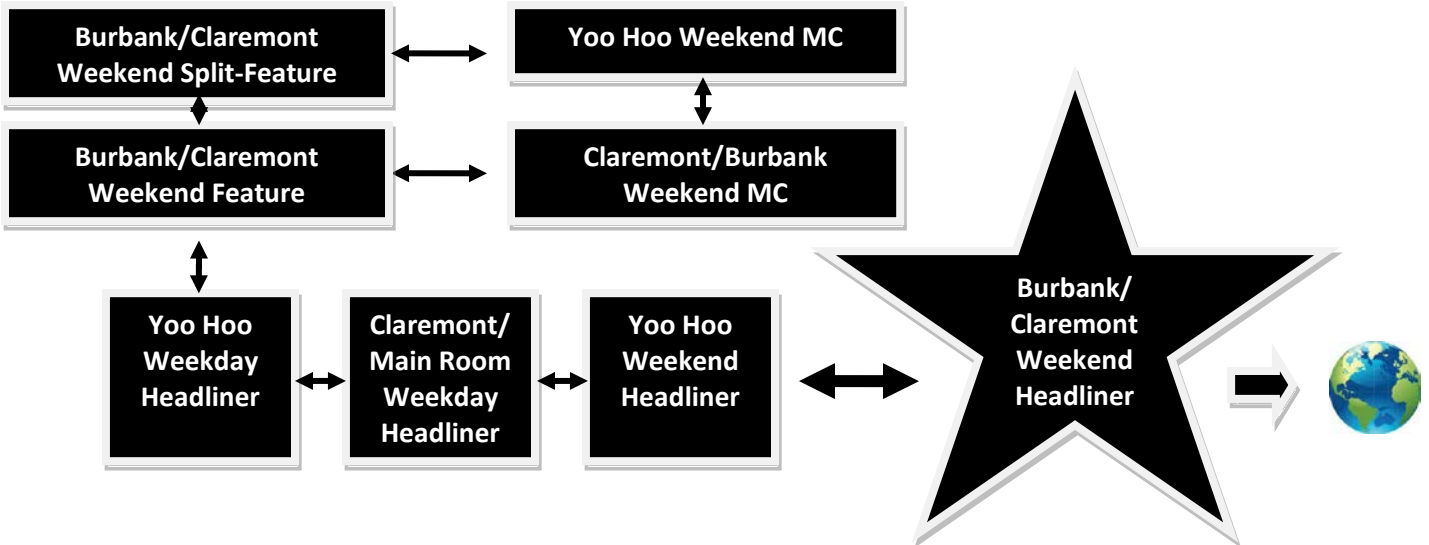 Burbank/Claremont
Weekend Split-Feature
Yoo Hoo Weekend MC
Burbank/Claremont
Weekend Feature
Claremont/Burbank
Weekend MC
Yoo Hoo
Weekday
Headliner
Claremont/
Main Room
Weekday
Headliner
Yoo Hoo
Weekend
Headliner
Burbank/
Claremont
Weekend
Headliner